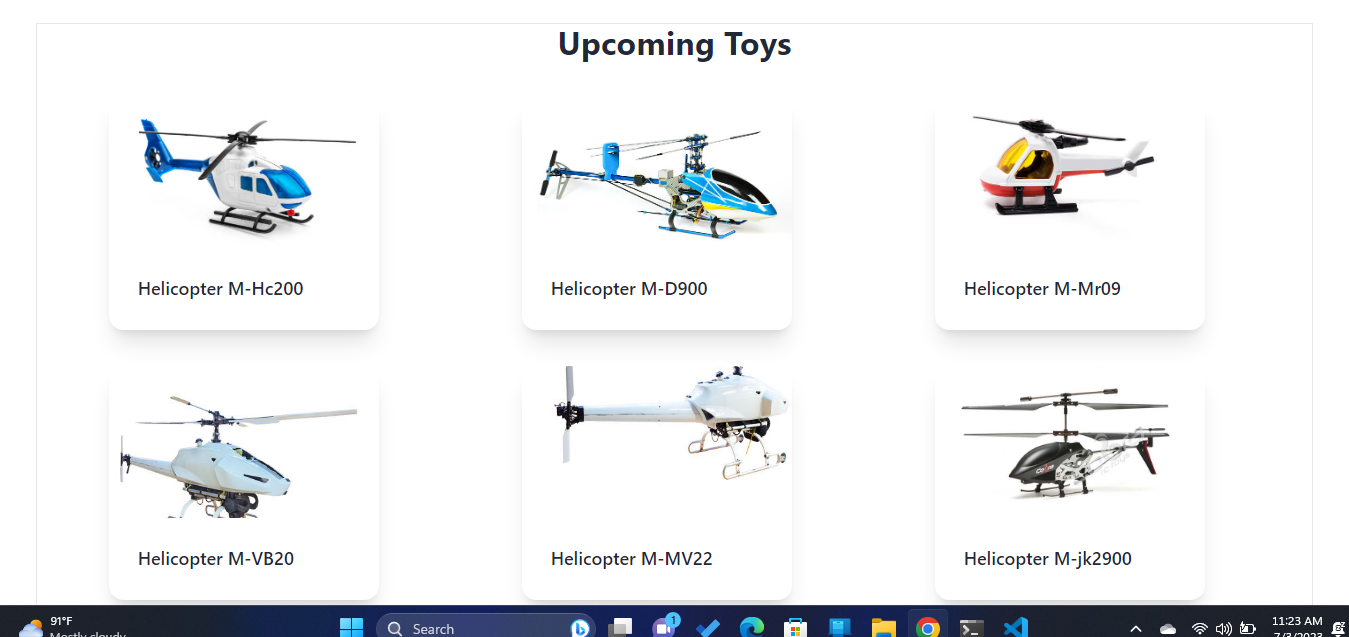 Upcoming Toys
Helicopter M-Hc200
Helicopter M-D900
Helicopter M-Mr09
Helicopter M-VB20
Helicopter M-MV22
Helicopter M-jk2900
91°F
Mostly cloudy
Search
1
11:23 AM
7/3/2023